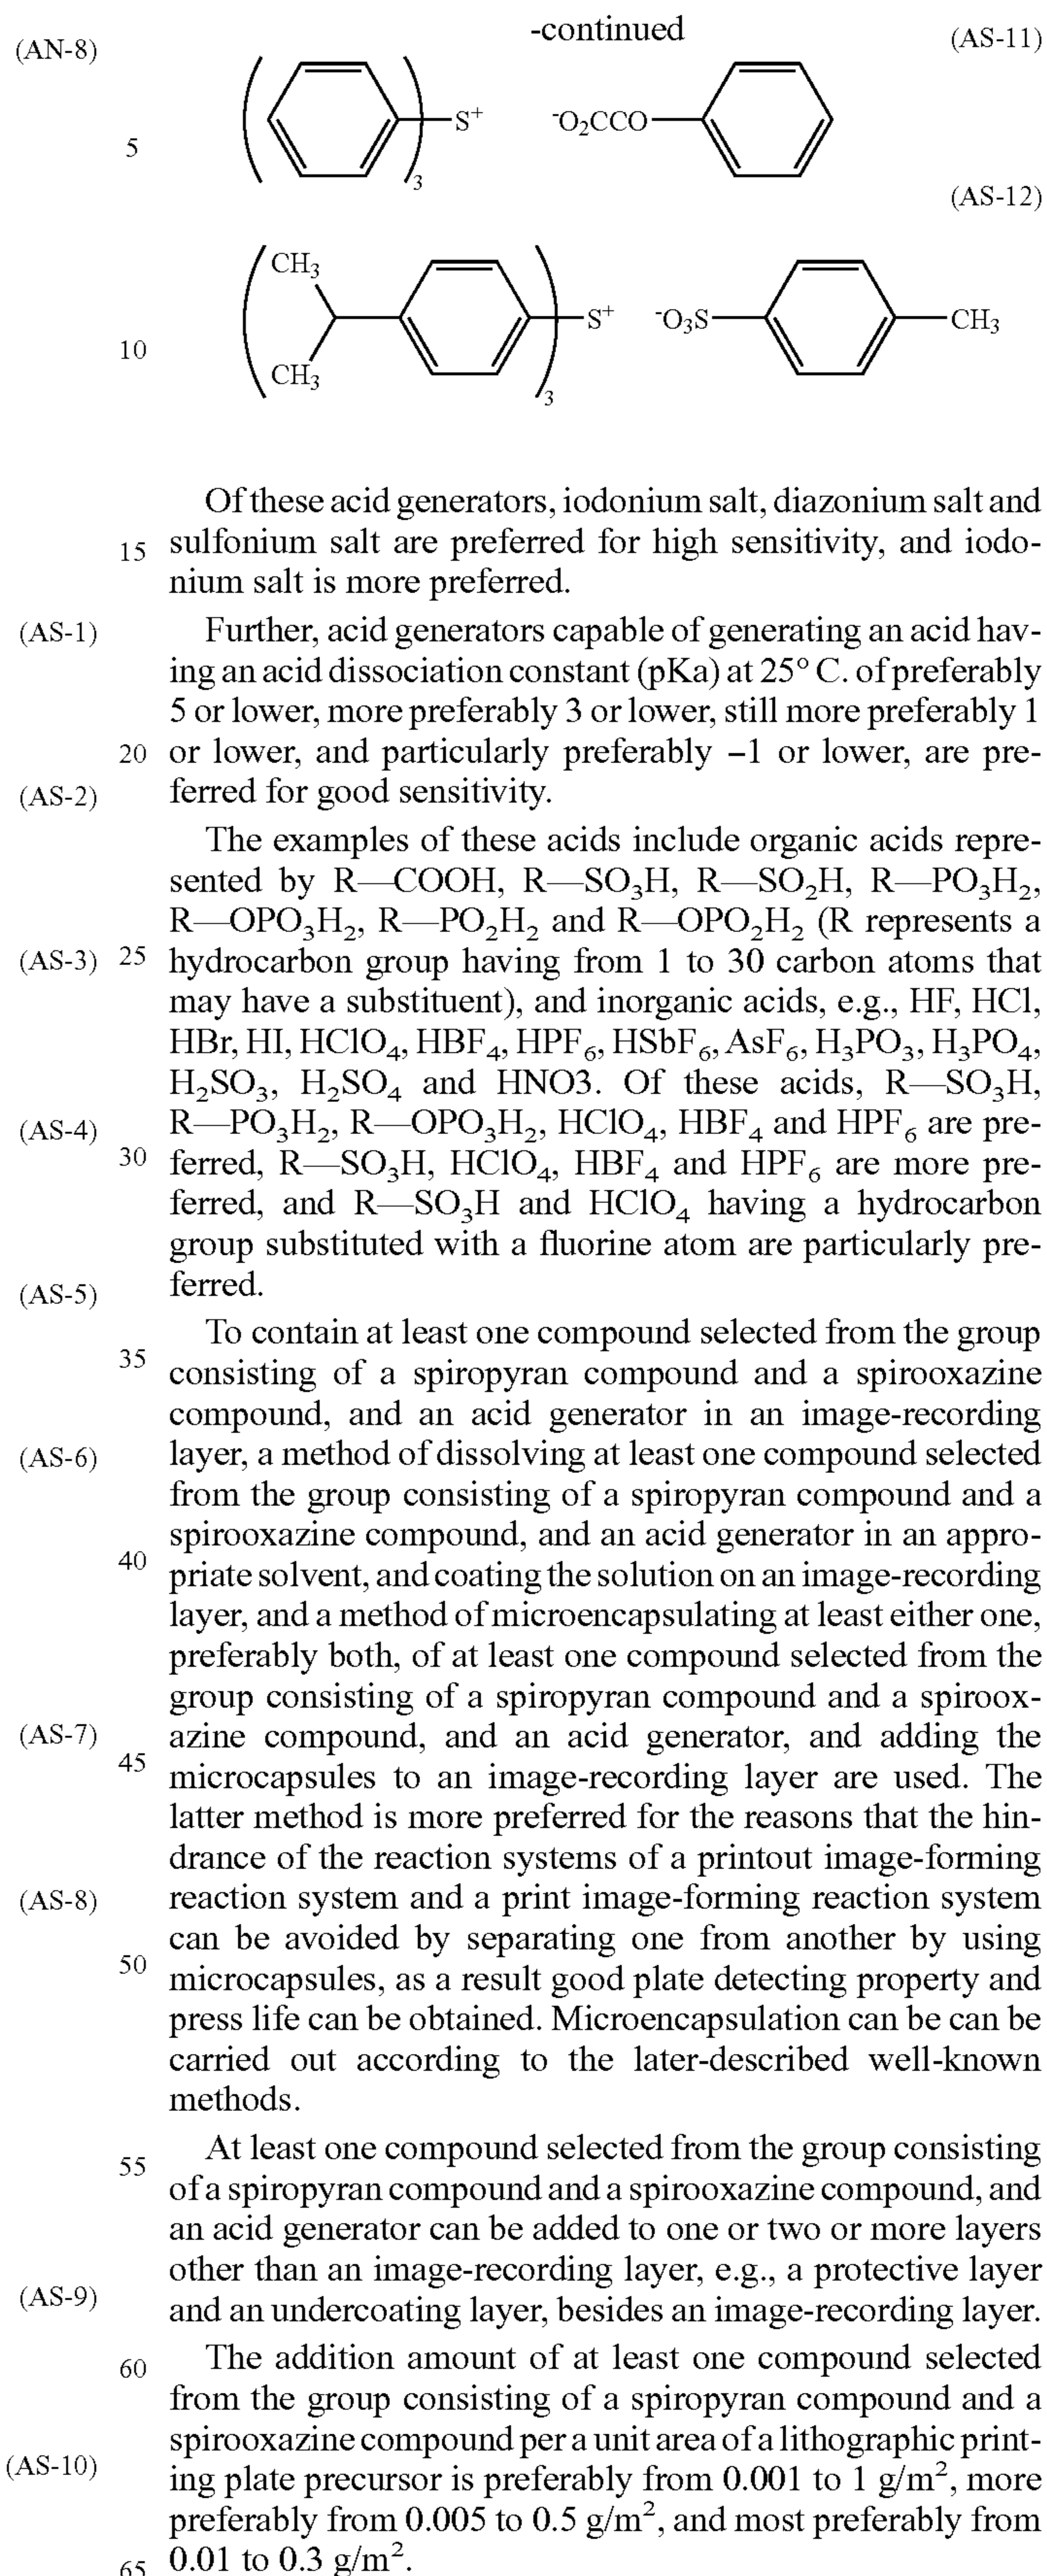 -continued
(AN-8)
(AS-11)
5
( )3 S+ -O2CCO
(AS-12)
CH3
( )3 S+ -O3S CH3
10
CH3
Of these acid generators, iodonium salt, diazonium salt and
15 sulfonium salt are preferred for high sensitivity, and iodo-
nium salt is more preferred.
(AS-1) Further, acid generators capable of generating an acid hav-
ing an acid dissociation constant (pKa) at 25° C. of preferably
5 or lower, more preferably 3 or lower, still more preferably 1
20 or lower, and particularly preferably –1 or lower, are pre-
(AS-2) ferred for good sensitivity.
The examples of these acids include organic acids repre-
sented by R—COOH, R—SO₃H, R—SO₂H, R—PO₃H₂,
R—OPO₃H₂, R—PO₂H₂ and R—OPO₂H₂ (R represents a
(AS-3) 25 hydrocarbon group having from 1 to 30 carbon atoms that
may have a substituent), and inorganic acids, e.g., HF, HCl,
HBr, HI, HClO₄, HBF₄, HPF₆, HSbF₆, AsF₆, H₃PO₃, H₃PO₄,
H₂SO₃, H₂SO₄ and HNO3. Of these acids, R—SO₃H,
(AS-4) R—PO₃H₂, R—OPO₃H₂, HClO₄, HBF₄ and HPF₆ are pre-
30 ferred, R—SO₃H, HClO₄, HBF₄ and HPF₆ are more pre-
ferred, and R—SO₃H and HClO₄ having a hydrocarbon
group substituted with a fluorine atom are particularly pre-
(AS-5) ferred.
To contain at least one compound selected from the group
35 consisting of a spiropyran compound and a spirooxazine
compound, and an acid generator in an image-recording
(AS-6) layer, a method of dissolving at least one compound selected
from the group consisting of a spiropyran compound and a
spirooxazine compound, and an acid generator in an appro-
40 priate solvent, and coating the solution on an image-recording
layer, and a method of microencapsulating at least either one,
preferably both, of at least one compound selected from the
group consisting of a spiropyran compound and a spiroox-
(AS-7) azine compound, and an acid generator, and adding the
45 microcapsules to an image-recording layer are used. The
latter method is more preferred for the reasons that the hin-
drance of the reaction systems of a printout image-forming
(AS-8) reaction system and a print image-forming reaction system
can be avoided by separating one from another by using
50 microcapsules, as a result good plate detecting property and
press life can be obtained. Microencapsulation can be can be
carried out according to the later-described well-known
methods.
55 At least one compound selected from the group consisting
of a spiropyran compound and a spirooxazine compound, and
an acid generator can be added to one or two or more layers
other than an image-recording layer, e.g., a protective layer
(AS-9) and an undercoating layer, besides an image-recording layer.
60 The addition amount of at least one compound selected
from the group consisting of a spiropyran compound and a
spirooxazine compound per a unit area of a lithographic print-
(AS-10) ing plate precursor is preferably from 0.001 to 1 g/m², more
preferably from 0.005 to 0.5 g/m², and most preferably from
65 0.01 to 0.3 g/m².